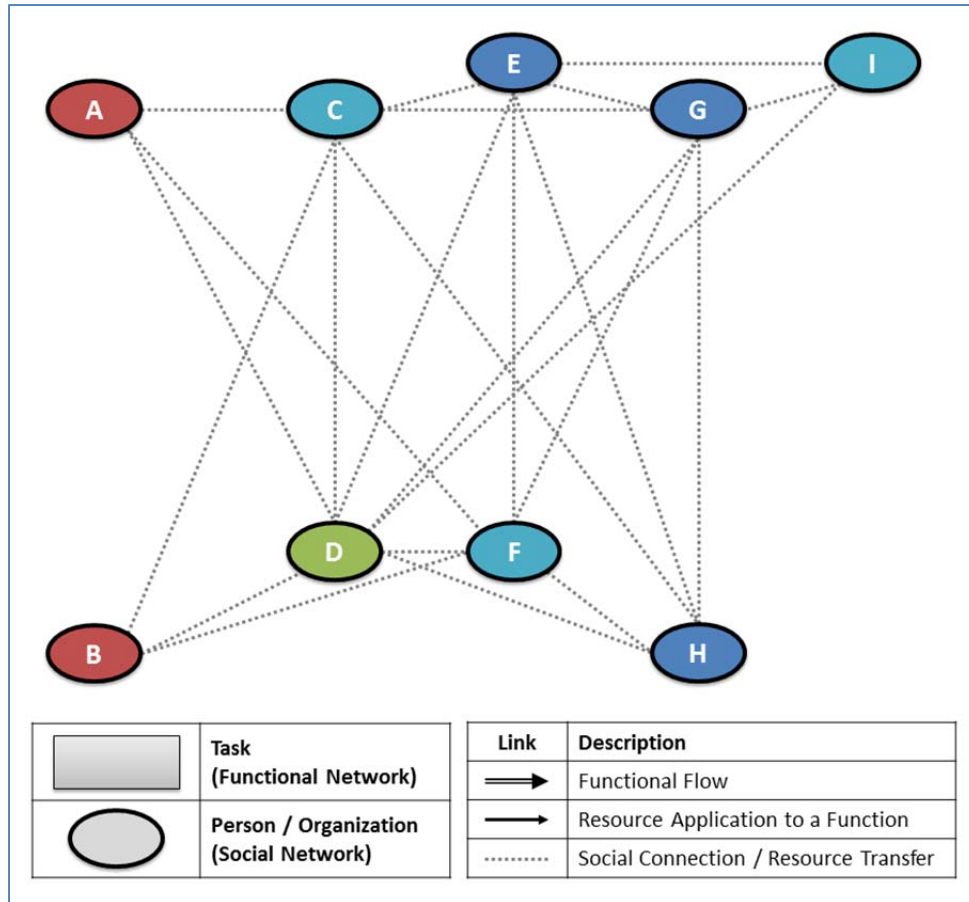 E
I
A
C
G
D
F
B
H
Task
(Functional Network)
Person / Organization
(Social Network)
Link Description
Functional Flow
Resource Application to a Function
Social Connection / Resource Transfer